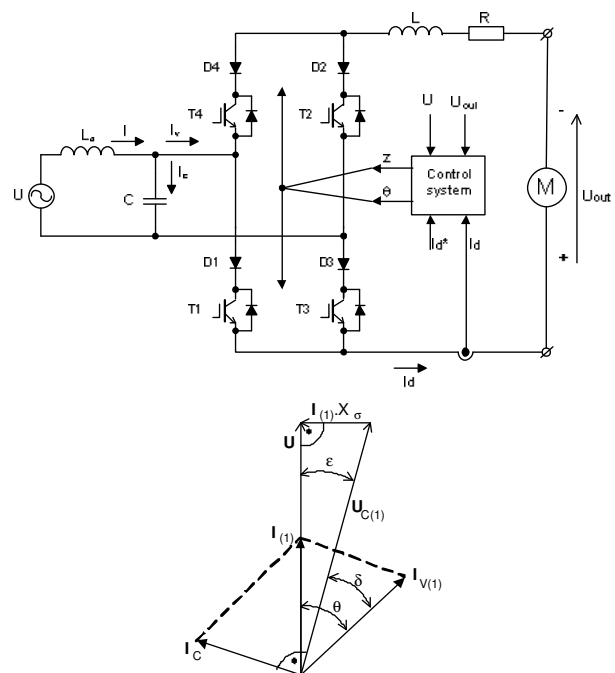 L
R
D4
D2
T4
T2
U
Uout
Lσ
I
Iv
Ic
U
C
z
θ
Control
system
M
-
Uout
+
Id*
Id
D1
D3
T1
T3
Id
I(1).Xσ
U
ε
UC(1)
I(1)
IV(1)
δ
θ
IC